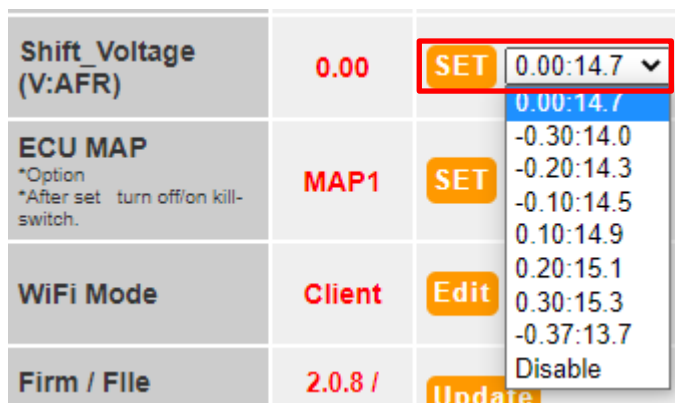 Shift_Voltage
(V:AFR)
0.00
SET
0.00:14.7
0.00:14.7
-0.30:14.0
-0.20:14.3
-0.10:14.5
0.10:14.9
0.20:15.1
0.30:15.3
-0.37:13.7
Disable
ECU MAP
*Option
*After set turn off/on kill-
switch.
MAP1
SET
WiFi Mode
Client
Edit
Firm / FIle
2.0.8 /
Update